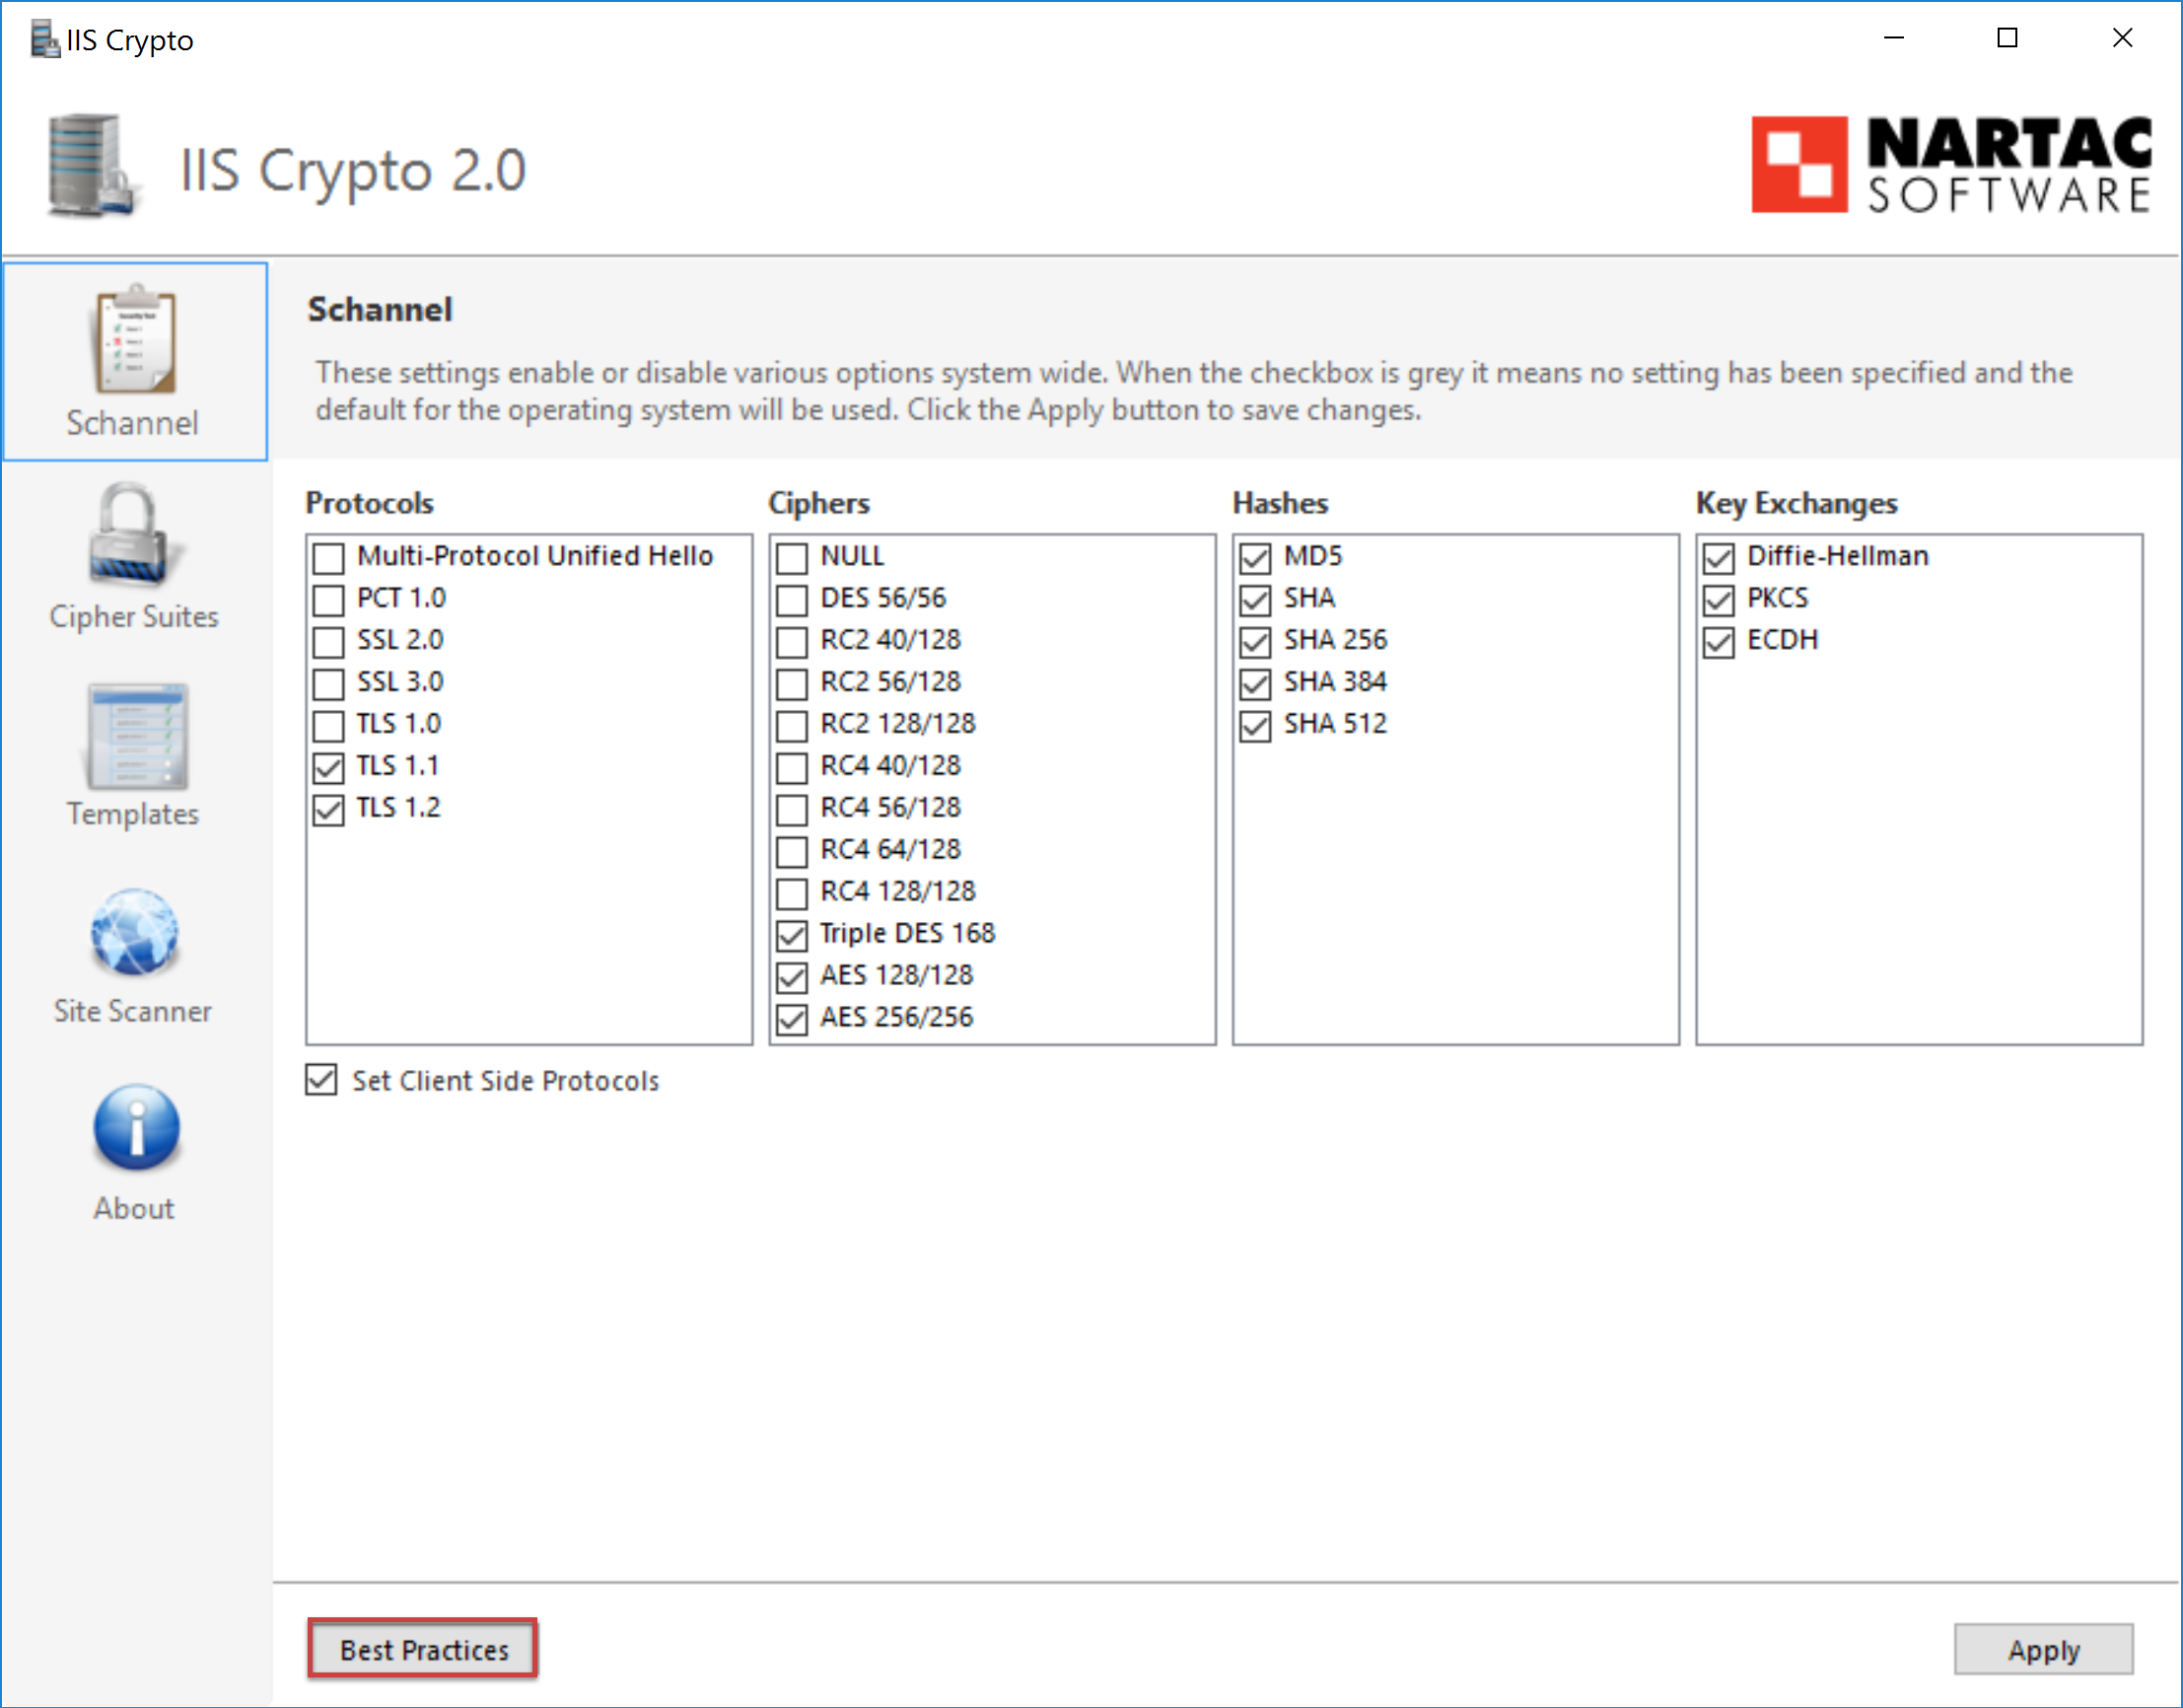 IIS Crypto
IIS Crypto 2.0
NARTAC
SOFTWARE
Schannel
Cipher Suites
Templates
Site Scanner
About
Schannel
These settings enable or disable various options system wide. When the checkbox is grey it means no setting has been specified and the
default for the operating system will be used. Click the Apply button to save changes.
Protocols
Multi-Protocol Unified Hello
PCT 1.0
SSL 2.0
SSL 3.0
TLS 1.0
TLS 1.1
TLS 1.2
Ciphers
NULL
DES 56/56
RC2 40/128
RC2 56/128
RC2 128/128
RC4 40/128
RC4 56/128
RC4 64/128
RC4 128/128
Triple DES 168
AES 128/128
AES 256/256
Hashes
MD5
SHA
SHA 256
SHA 384
SHA 512
Key Exchanges
Diffie-Hellman
PKCS
ECDH
Set Client Side Protocols
Best Practices
Apply